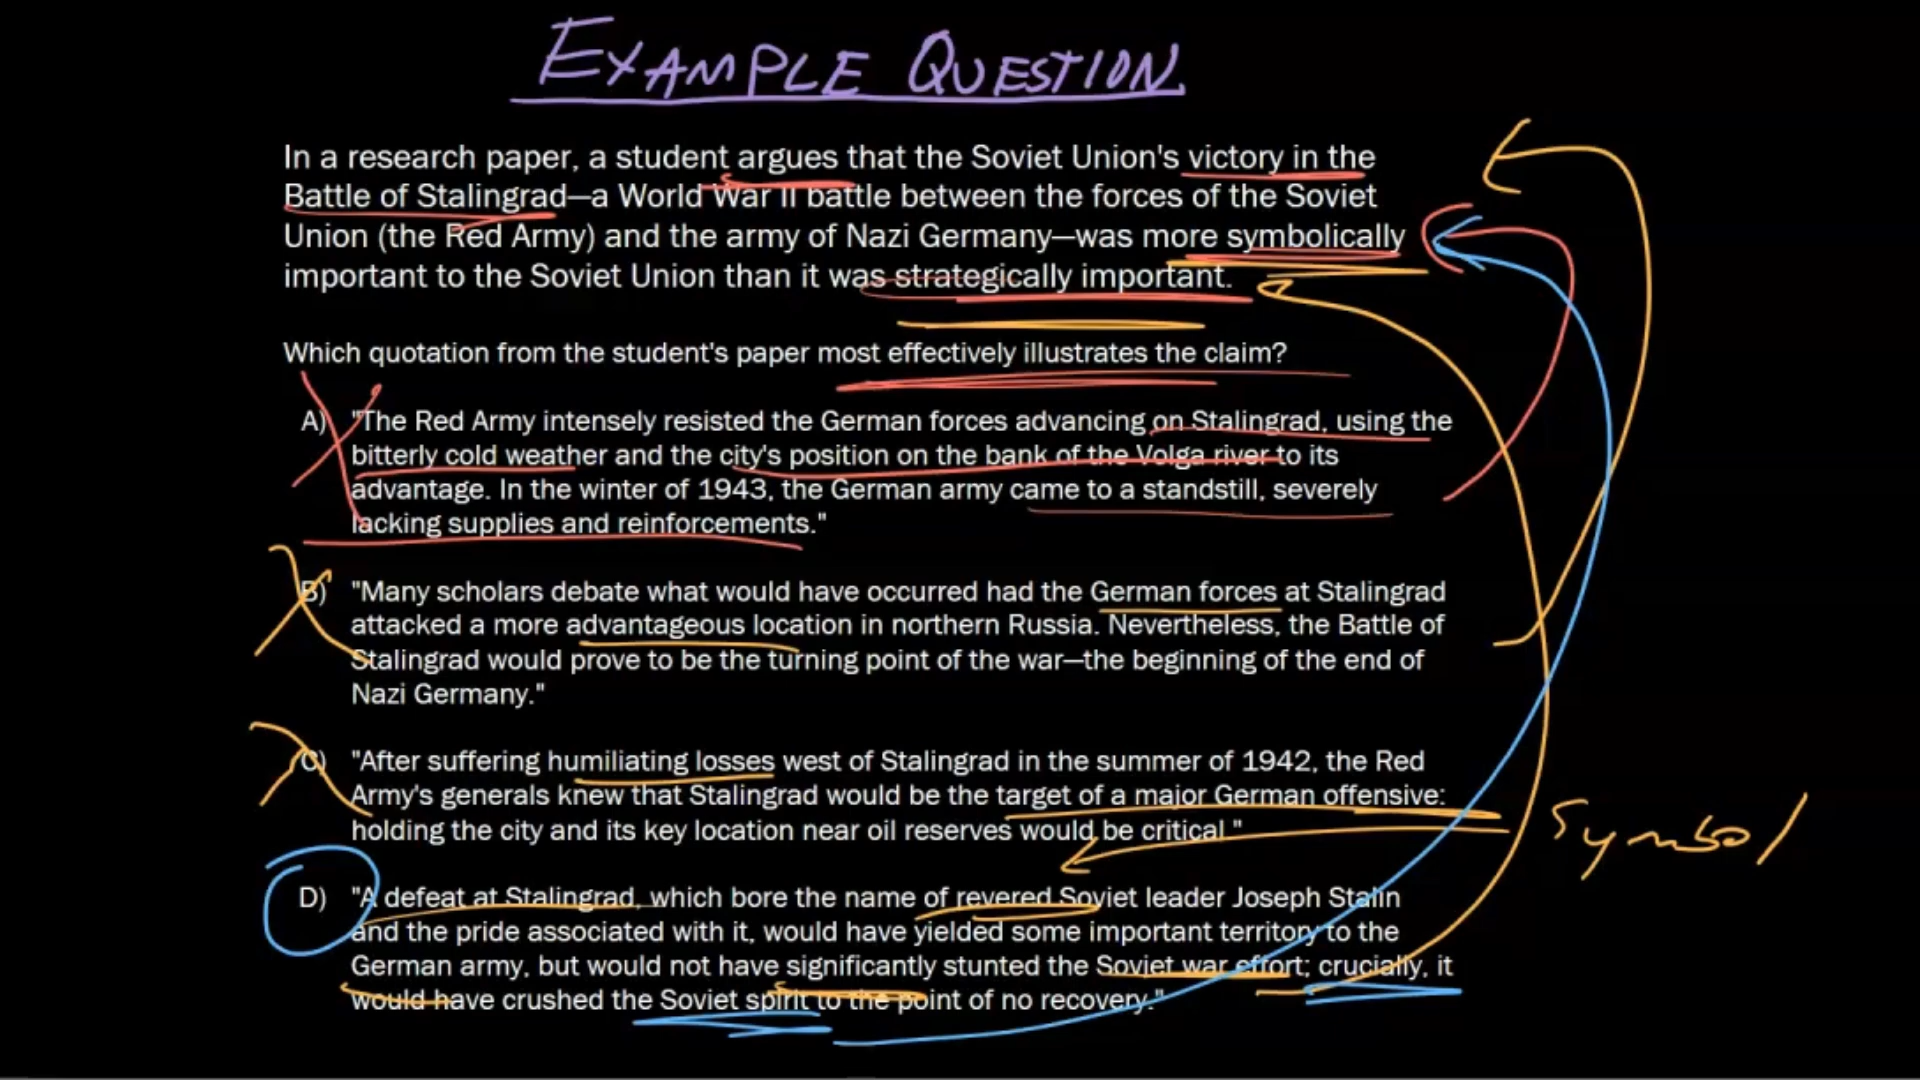 EXAMPLE QUESTION
In a research paper, a student argues that the Soviet Union's victory in the
Battle of Stalingrad—a World War II battle between the forces of the Soviet
Union (the Red Army) and the army of Nazi Germany—was more symbolically
important to the Soviet Union than it was strategically important.
Which quotation from the student's paper most effectively illustrates the claim?
A) "The Red Army intensely resisted the German forces advancing on Stalingrad, using the
bitterly cold weather and the city's position on the bank of the Volga river to its
advantage. In the winter of 1943, the German army came to a standstill, severely
lacking supplies and reinforcements."
B) "Many scholars debate what would have occurred had the German forces at Stalingrad
attacked a more advantageous location in northern Russia. Nevertheless, the Battle of
Stalingrad would prove to be the turning point of the war—the beginning of the end of
Nazi Germany."
C) "After suffering humiliating losses west of Stalingrad in the summer of 1942, the Red
Army's generals knew that Stalingrad would be the target of a major German offensive:
holding the city and its key location near oil reserves would be critical."
Symbol
D) "A defeat at Stalingrad, which bore the name of revered Soviet leader Joseph Stalin
and the pride associated with it, would have yielded some important territory to the
German army, but would not have significantly stunted the Soviet war effort; crucially, it
would have crushed the Soviet spirit to the point of no recovery."